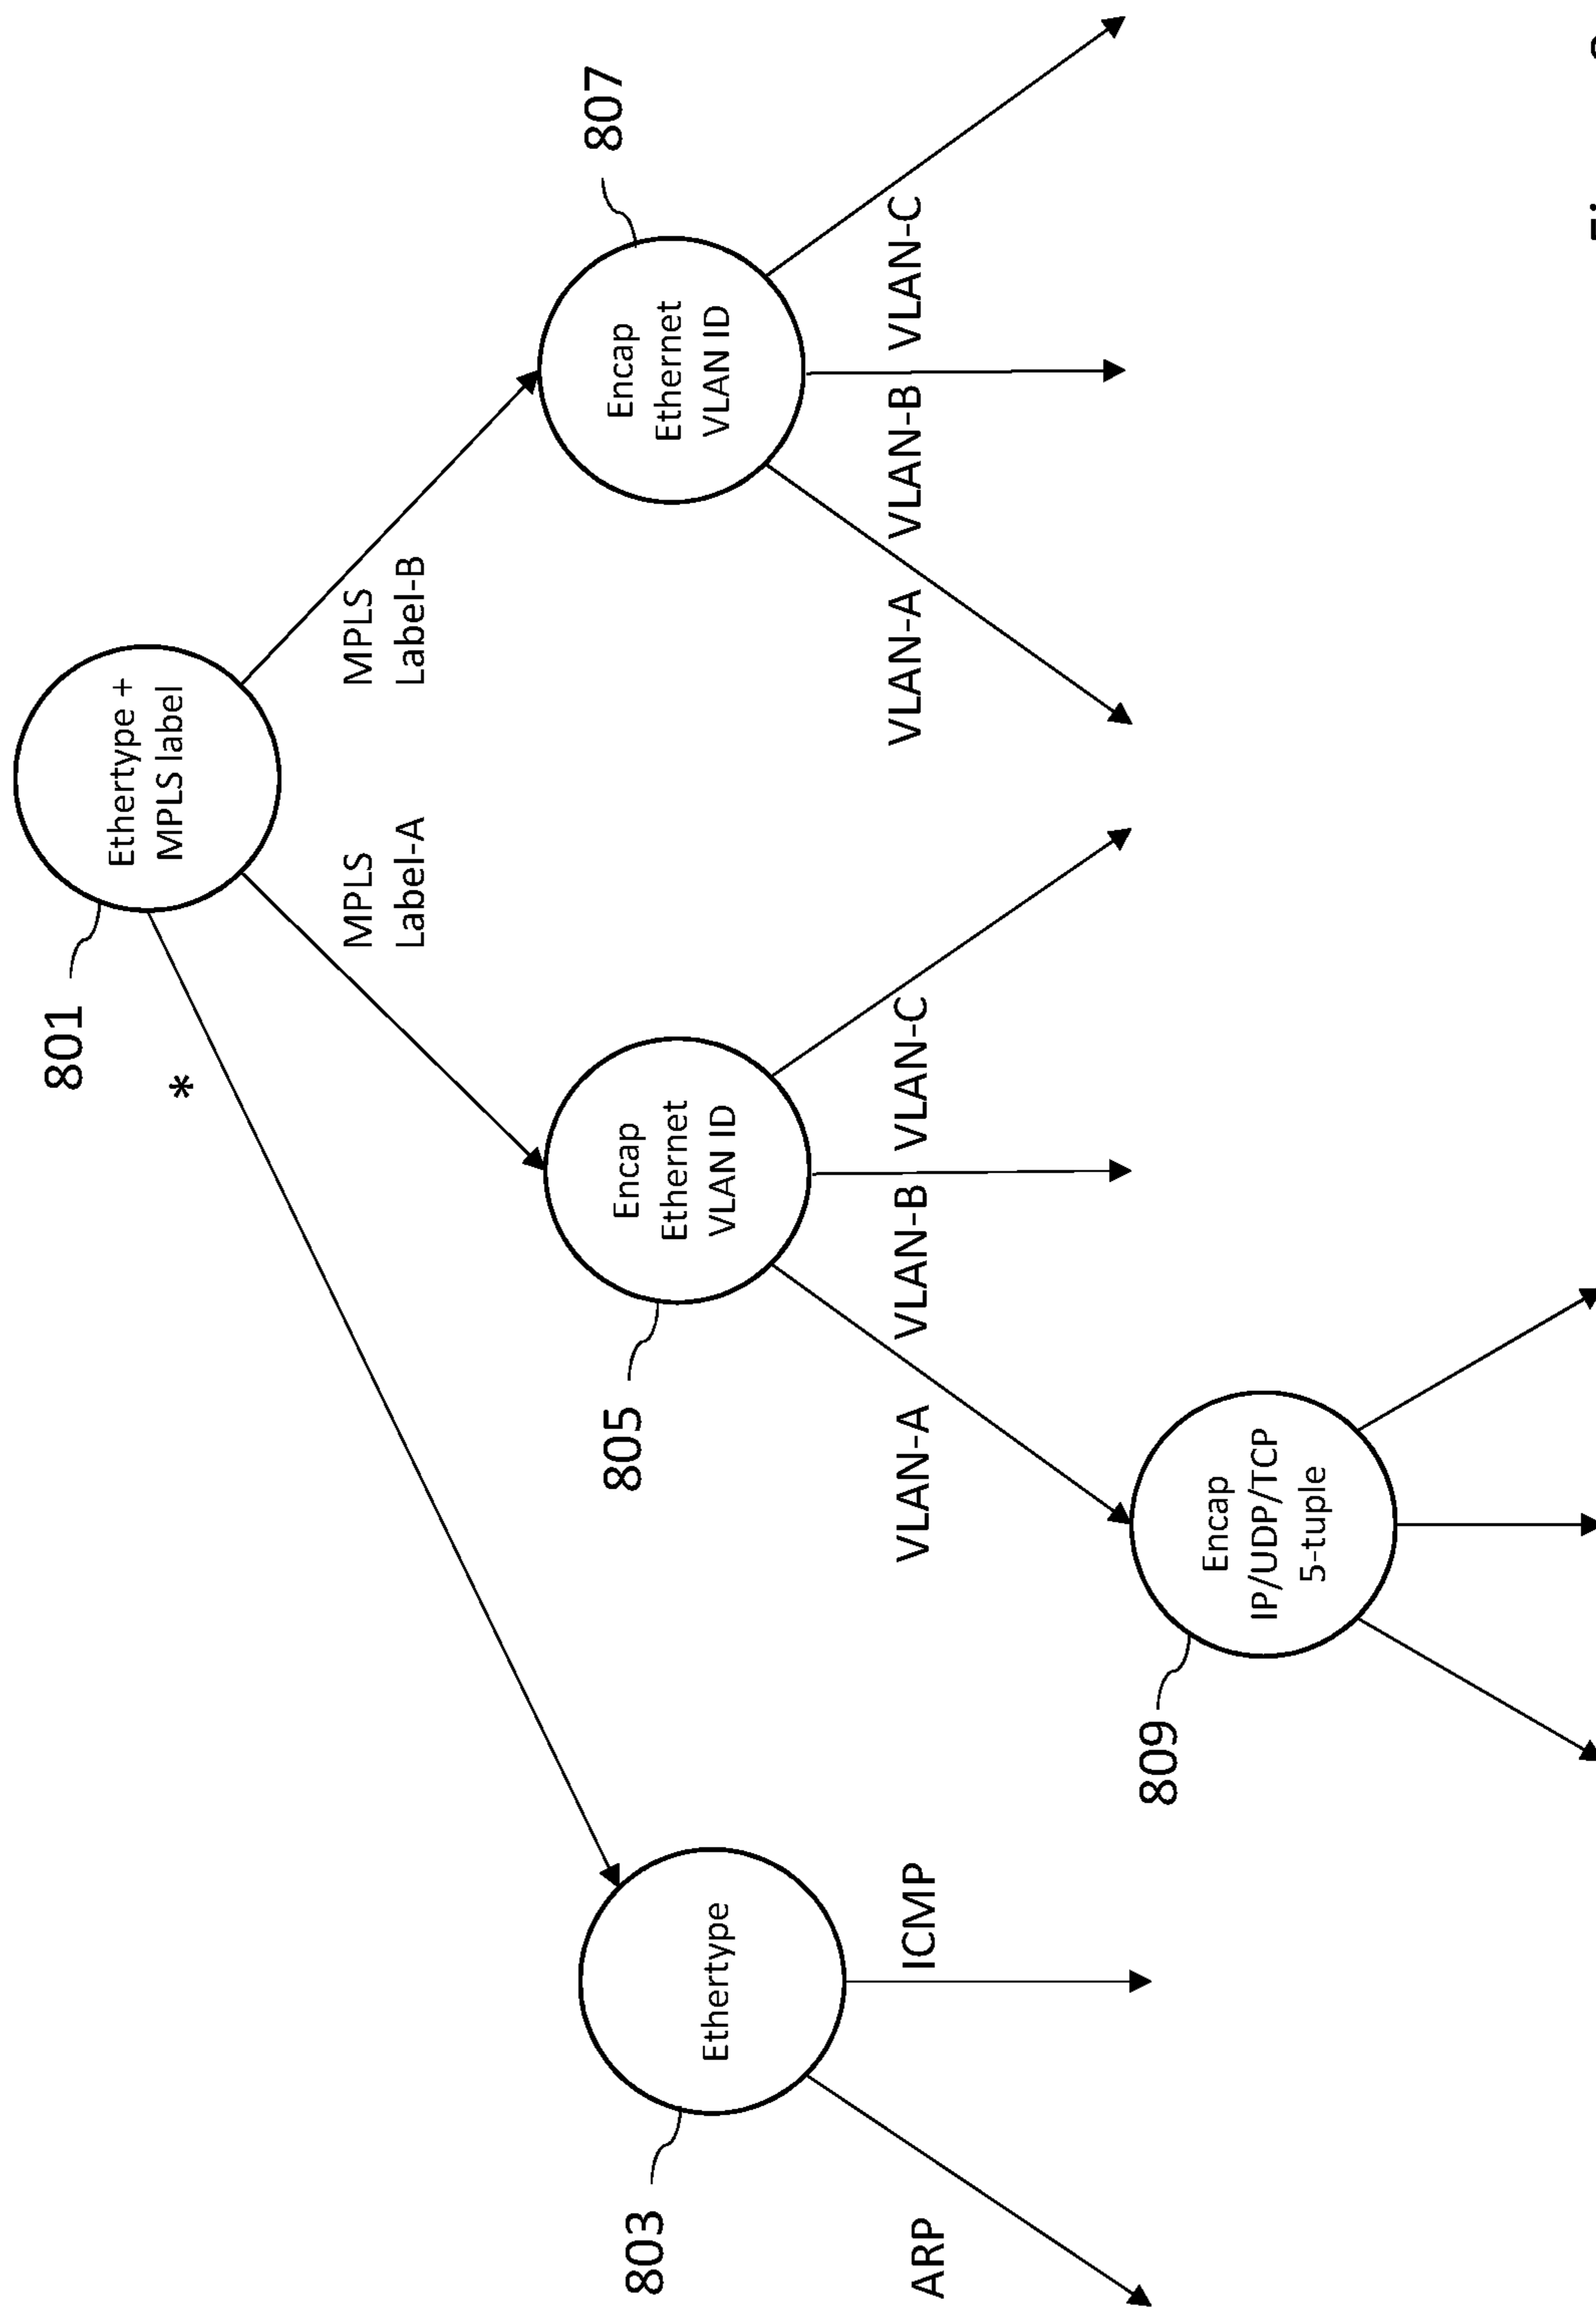 801
Ethertype +
MPLS label
*
MPLS
Label-A
MPLS
Label-B
803
Ethertype
ARP
ICMP
805
Encap
Ethernet
VLAN ID
VLAN-A
VLAN-B
VLAN-C
807
Encap
Ethernet
VLAN ID
VLAN-A
VLAN-B
VLAN-C
809
Encap
IP/UDP/TCP
5-tuple